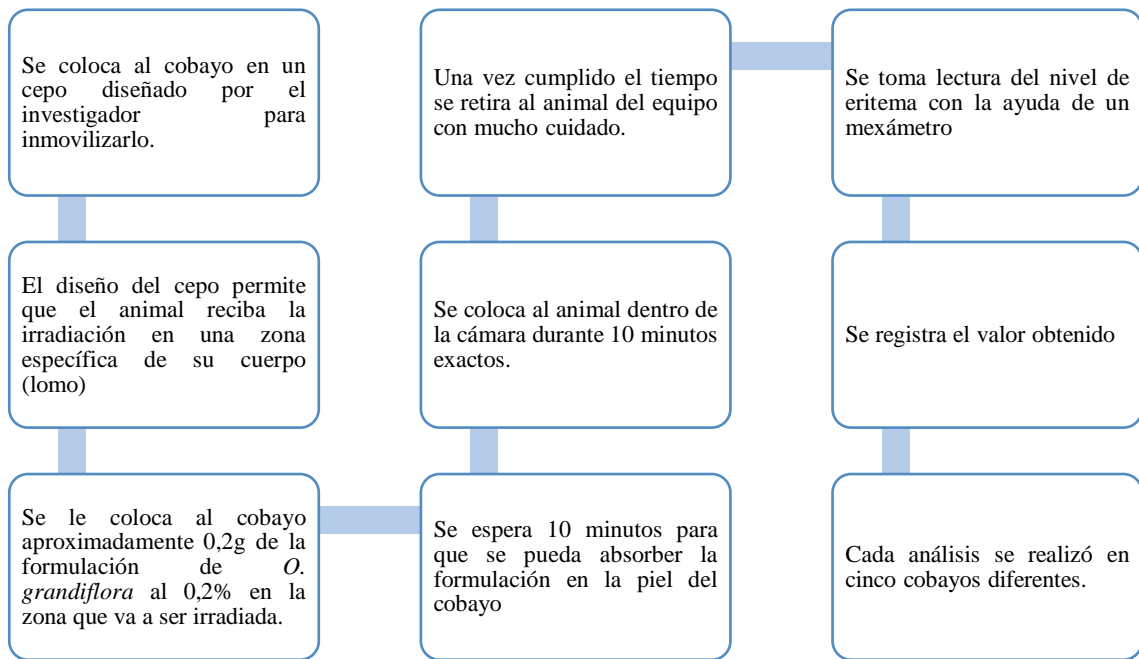 Se coloca al cobayo en un
cepo diseñado por el
investigador para
inmovilizarlo.
El diseño del cepo permite
que el animal reciba la
irradiación en una zona
específica de su cuerpo
(lomo)
Se le coloca al cobayo
aproximadamente 0,2g de la
formulación de O.
grandiflora al 0,2% en la
zona que va a ser irradiada.
Se espera 10 minutos para
que se pueda absorber la
formulación en la piel del
cobayo
Se coloca al animal dentro de
la cámara durante 10 minutos
exactos.
Una vez cumplido el tiempo
se retira al animal del equipo
con mucho cuidado.
Se toma lectura del nivel de
eritema con la ayuda de un
mexámetro
Se registra el valor obtenido
Cada análisis se realizó en
cinco cobayos diferentes.